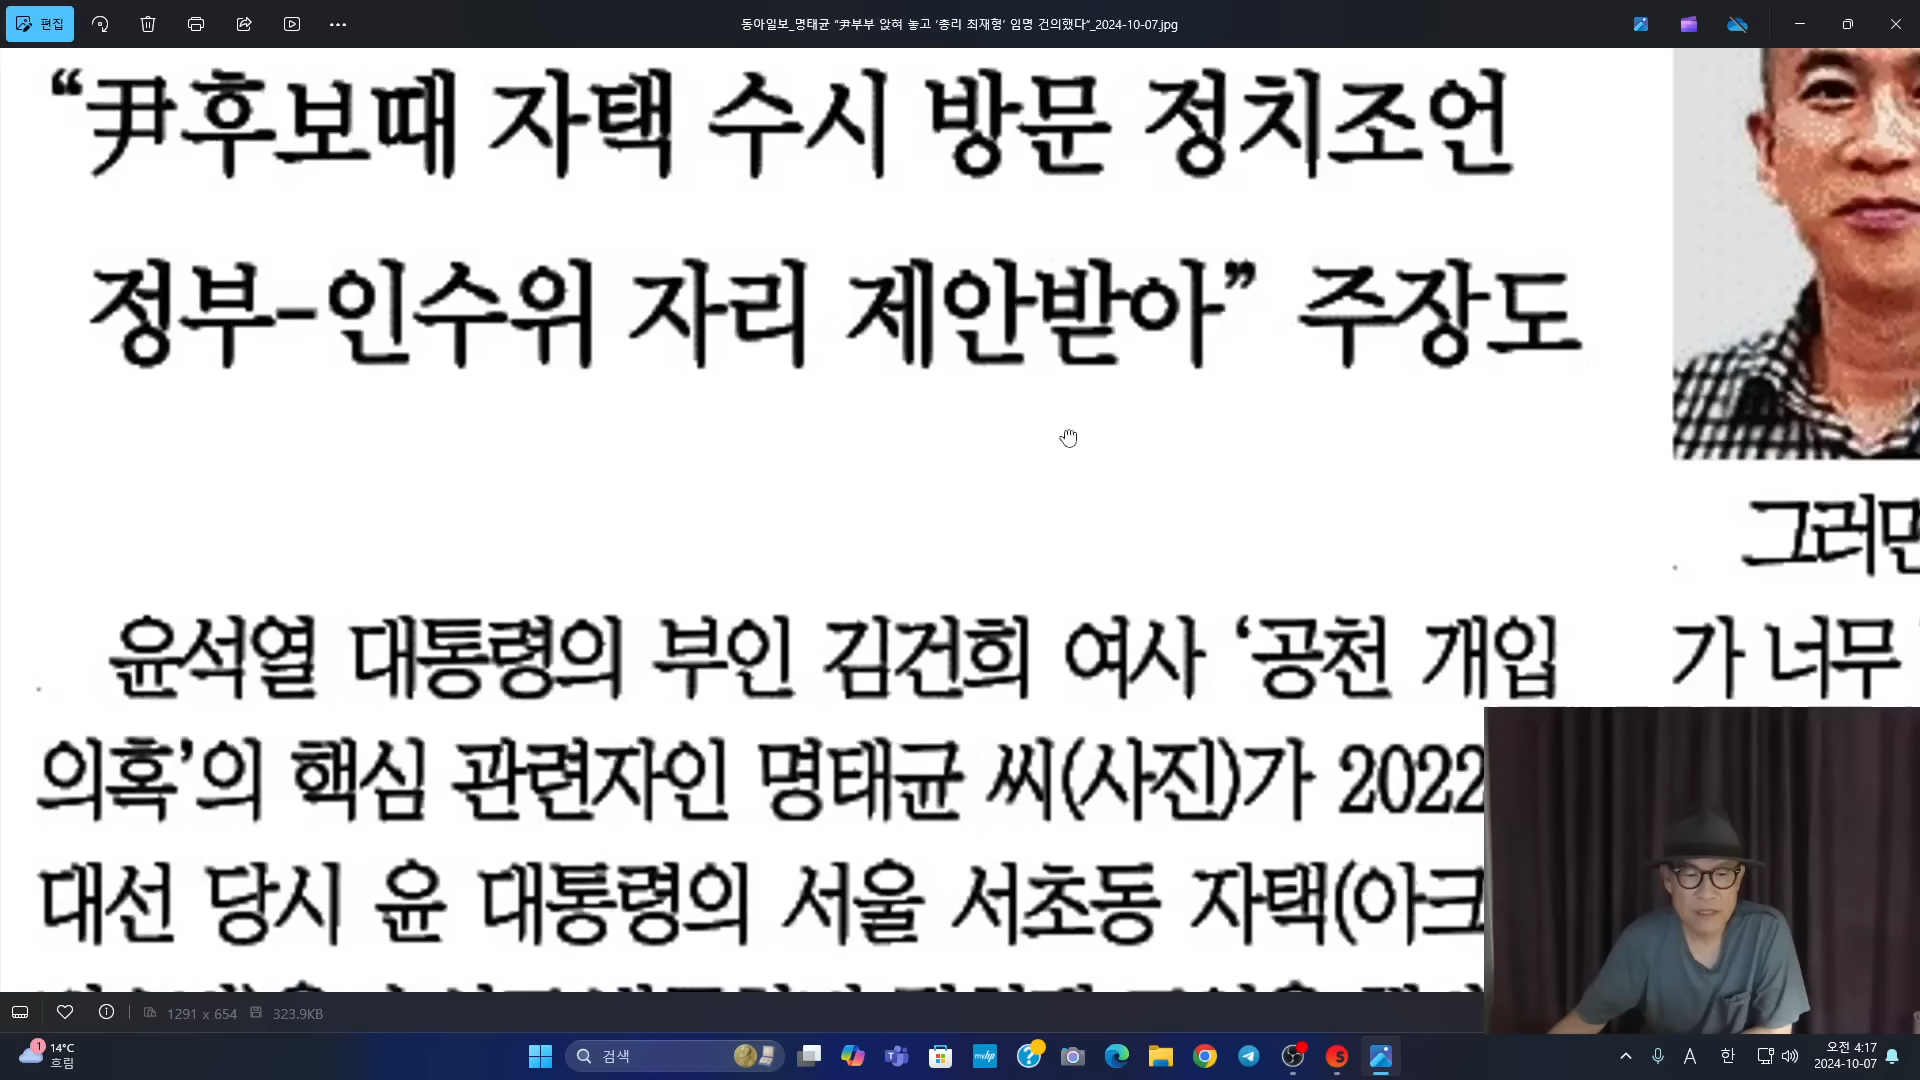 편집
동아일보_명태균 “尹부부 앉혀 놓고 ‘총리 최재형’ 임명 건의했다”_2024-10-07.jpg
“尹후보때 자택 수시 방문 정치조언
정부-인수위 자리 제안받아” 주장도
그러면
윤석열 대통령의 부인 김건희 여사 ‘공천 개입
의혹’의 핵심 관련자인 명태균 씨(사진)가 2022
대선 당시 윤 대통령의 서울 서초동 자택(아크
가 너무
1291 x 654
323.9KB
1
14°C
흐림
검색
myhp
A
한
오전 4:17
2024-10-07